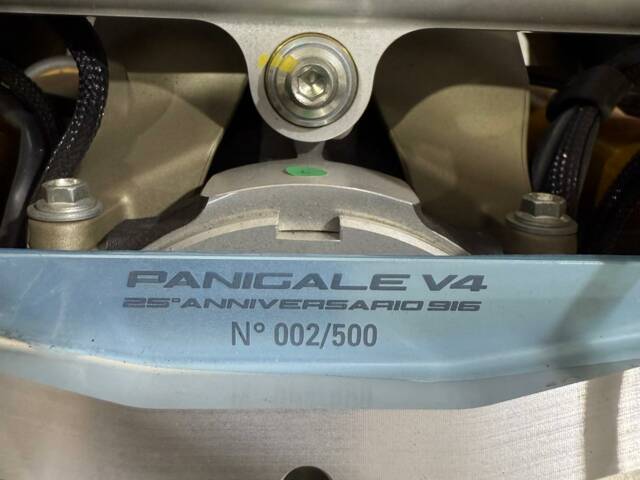 PANIGALE V4
25° ANNIVERSARIO 916
N° 002/500